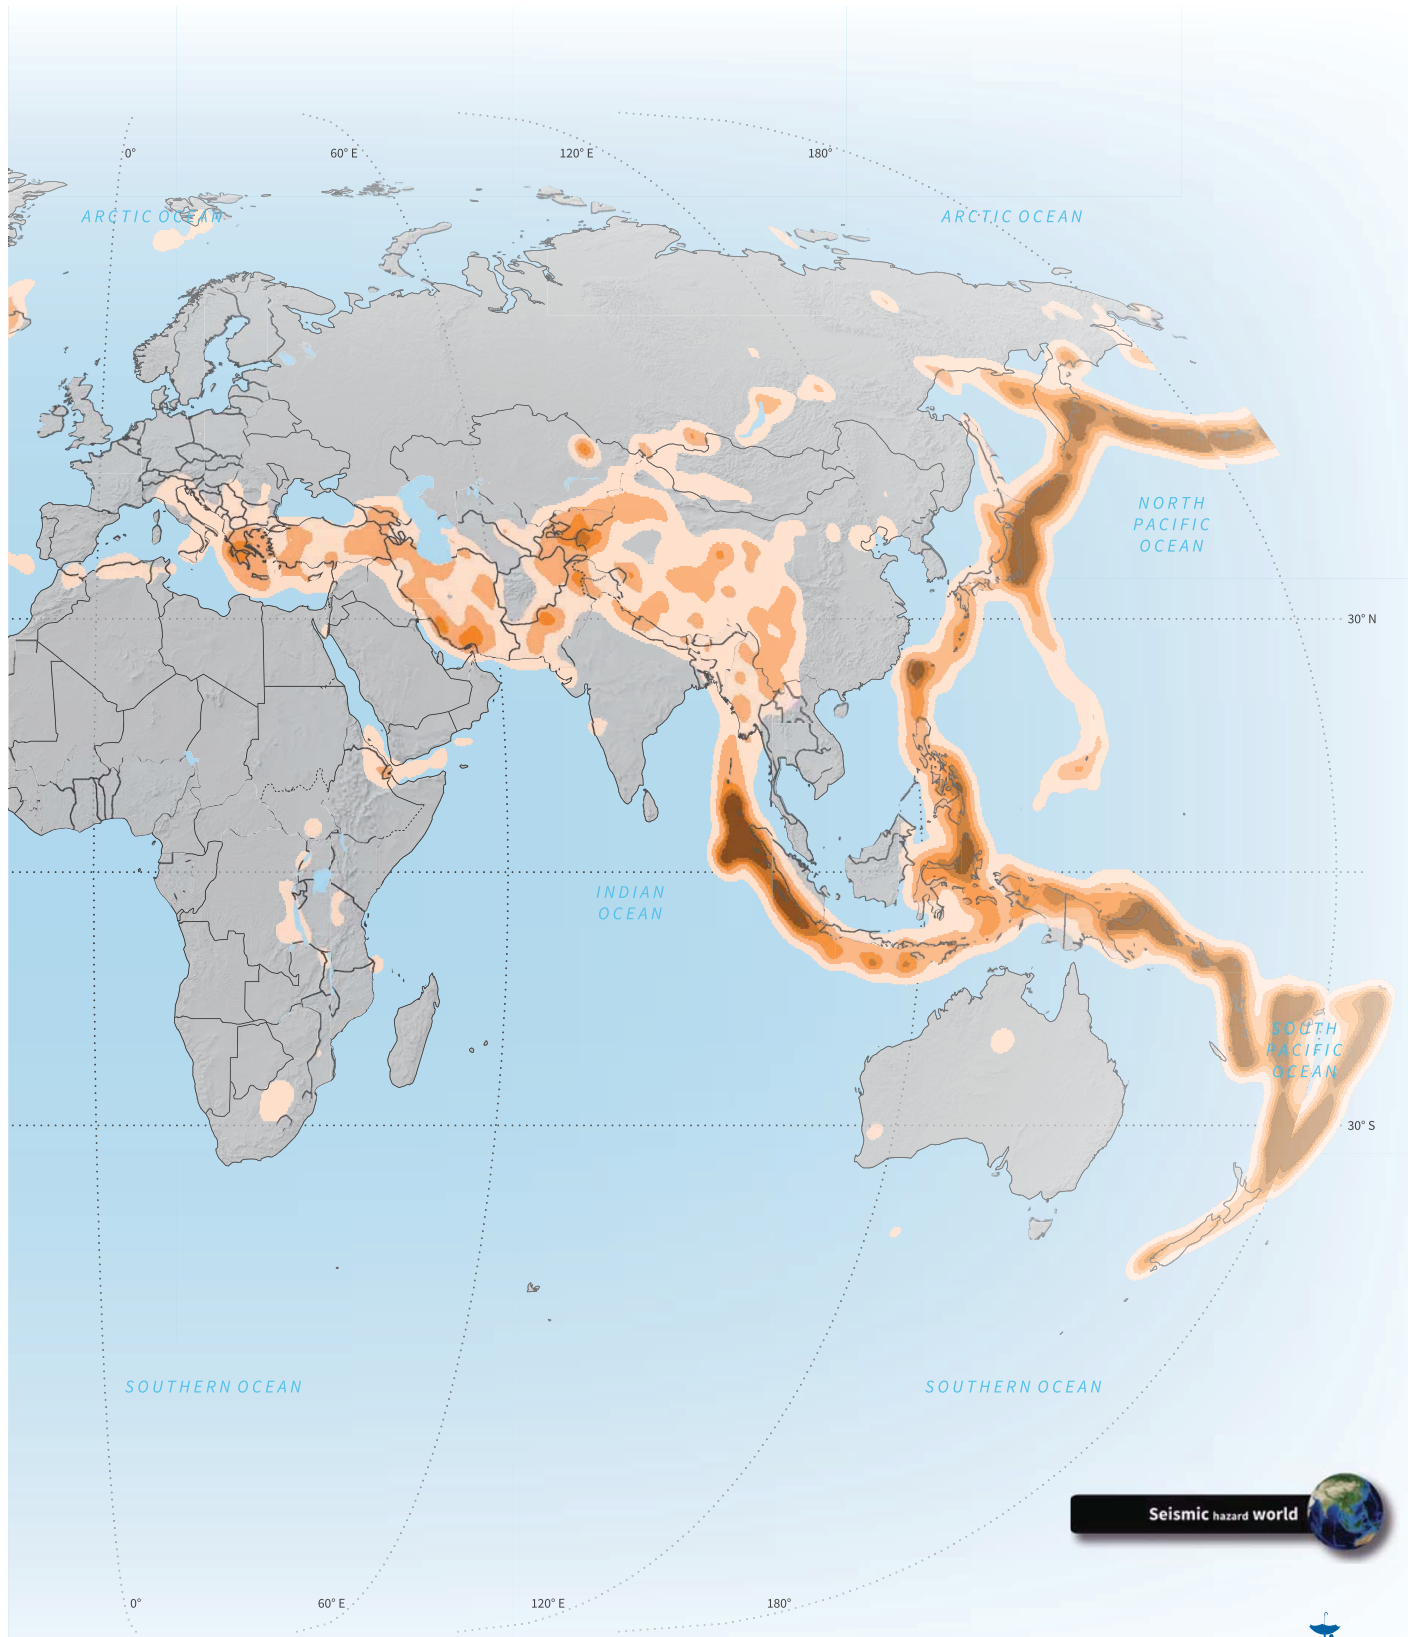 0°
60° E
120° E
180°
ARCTIC OCEAN
ARCTIC OCEAN
NORTH
PACIFIC
OCEAN
30° N
INDIAN
OCEAN
SOUTH
PACIFIC
OCEAN
30° S
SOUTHERN OCEAN
SOUTHERN OCEAN
Seismic hazard world
0°
60° E
120° E
180°